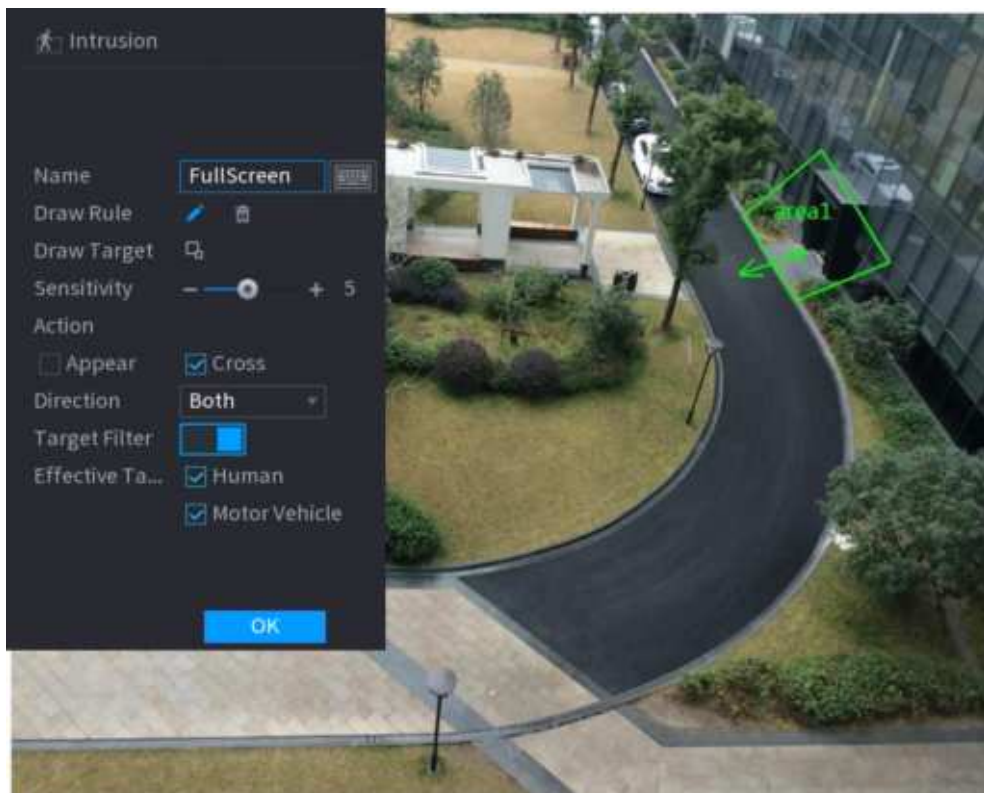 Intrusion
Name FullScreen
Draw Rule
Draw Target
Sensitivity - + 5
Action
Appear Cross
Direction Both
Target Filter
Effective Ta... Human
Motor Vehicle
OK
area1